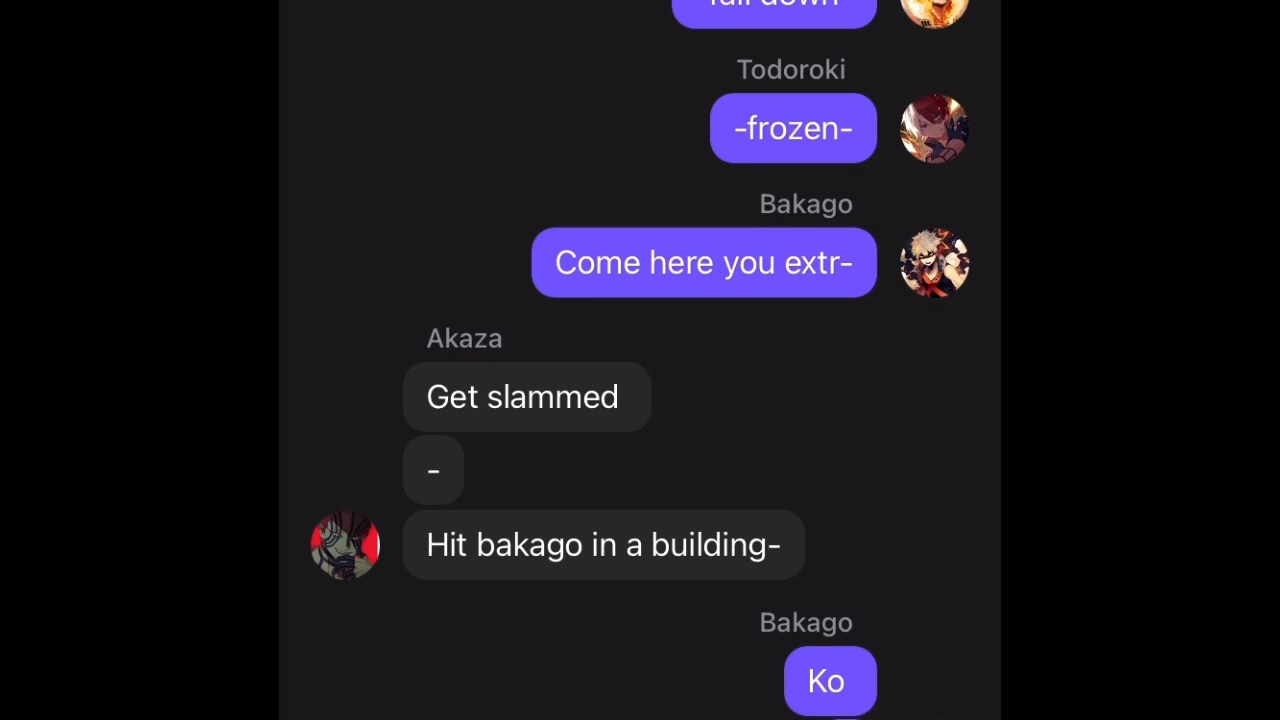 fall down
Todoroki
-frozen-
Bakago
Come here you extr-
Akaza
Get slammed
-
Hit bakago in a building-
Bakago
Ko